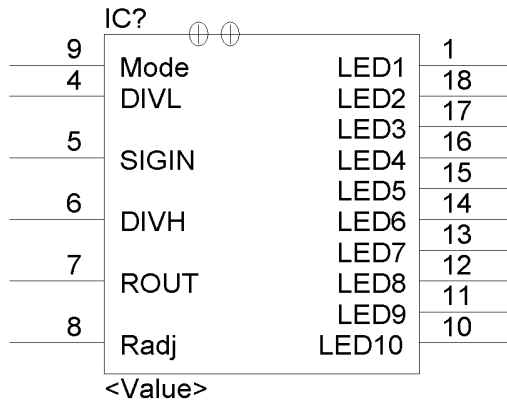 IC?
9 Mode LED1 1
4 DIVL LED2 18
LED3 17
5 SIGIN LED4 16
LED5 15
6 DIVH LED6 14
LED7 13
7 ROUT LED8 12
LED9 11
8 Radj LED10 10
<Value>